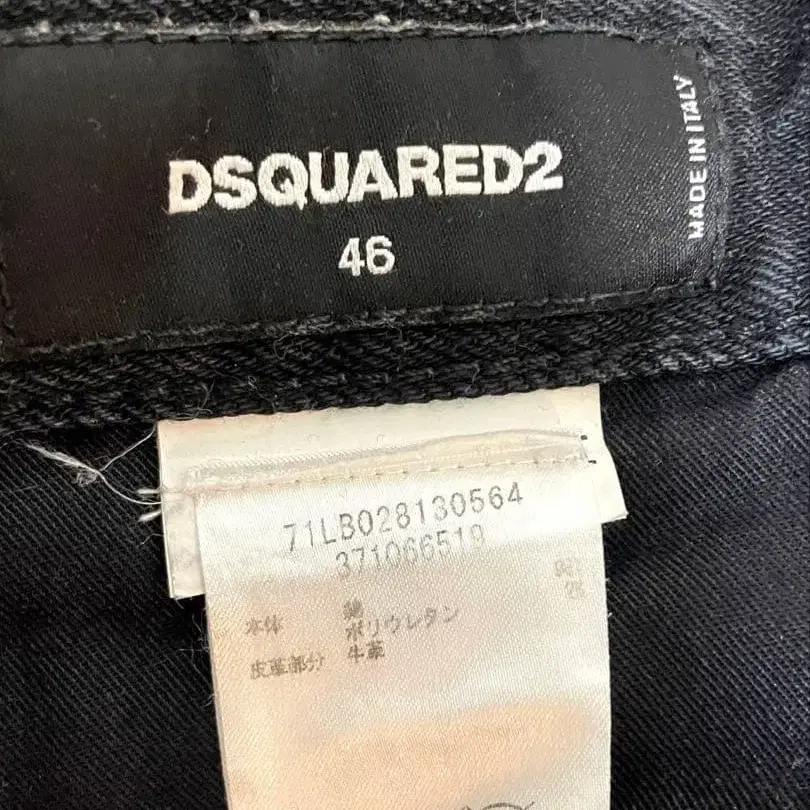 DSQUARED2
46
MADE IN ITALY
71LB028130564
371066519
本体 綿
ポリウレタン
皮革部分 牛革